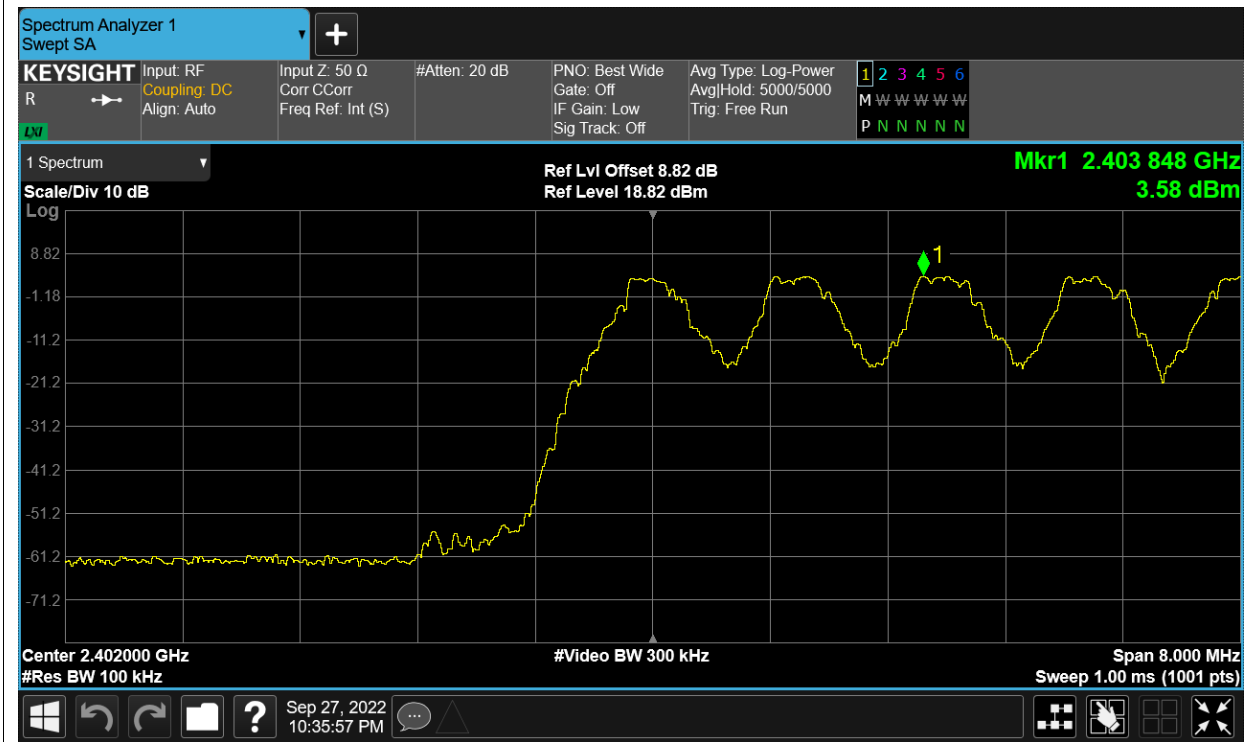 Spectrum Analyzer 1
Swept SA
+
KEYSIGHT
R
LXI
Input: RF
Coupling: DC
Align: Auto
Input Z: 50 Ω
Corr CCorr
Freq Ref: Int (S)
#Atten: 20 dB
PNO: Best Wide
Gate: Off
IF Gain: Low
Sig Track: Off
Avg Type: Log-Power
Avg|Hold: 5000/5000
Trig: Free Run
1 2 3 4 5 6
M W W W W W
P N N N N N
1 Spectrum
Scale/Div 10 dB
Log
Ref Lvl Offset 8.82 dB
Ref Level 18.82 dBm
Mkr1 2.403 848 GHz
3.58 dBm
1
8.82
-1.18
-11.2
-21.2
-31.2
-41.2
-51.2
-61.2
-71.2
Center 2.402000 GHz
#Res BW 100 kHz
#Video BW 300 kHz
Span 8.000 MHz
Sweep 1.00 ms (1001 pts)
?
Sep 27, 2022
10:35:57 PM